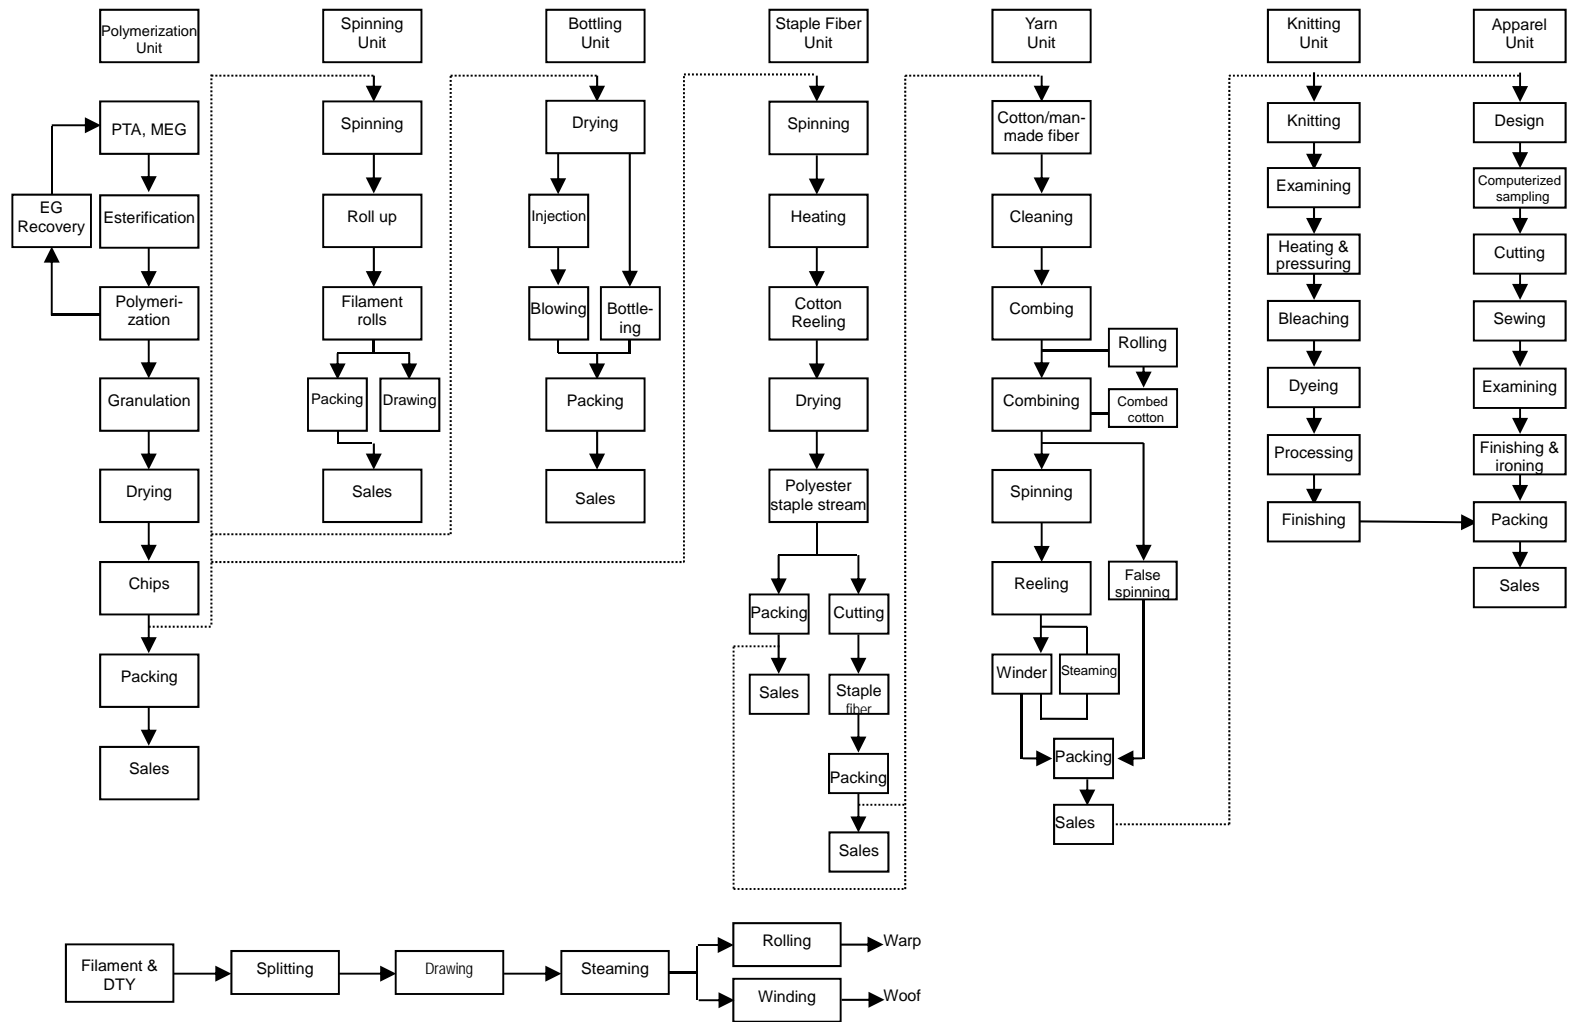 Polymerization
Unit
Spinning
Unit
Bottling
Unit
Staple Fiber
Unit
Yarn
Unit
Knitting
Unit
Apparel
Unit
PTA, MEG
EG
Recovery
Esterification
Polymeri-
zation
Granulation
Drying
Chips
Packing
Sales
Spinning
Roll up
Filament
rolls
Packing
Drawing
Sales
Drying
Injection
Blowing
Bottle-
ing
Packing
Sales
Spinning
Heating
Cotton
Reeling
Drying
Polyester
staple stream
Packing
Sales
Cutting
Staple
fiber
Packing
Sales
Cotton/man-
made fiber
Cleaning
Combing
Rolling
Combining
Combed
cotton
Spinning
Reeling
False
spinning
Winder
Steaming
Packing
Sales
Knitting
Examining
Heating &
pressuring
Bleaching
Dyeing
Processing
Finishing
Design
Computerized
sampling
Cutting
Sewing
Examining
Finishing &
ironing
Packing
Sales
Filament &
DTY
Splitting
Drawing
Steaming
Rolling
Warp
Winding
Woof